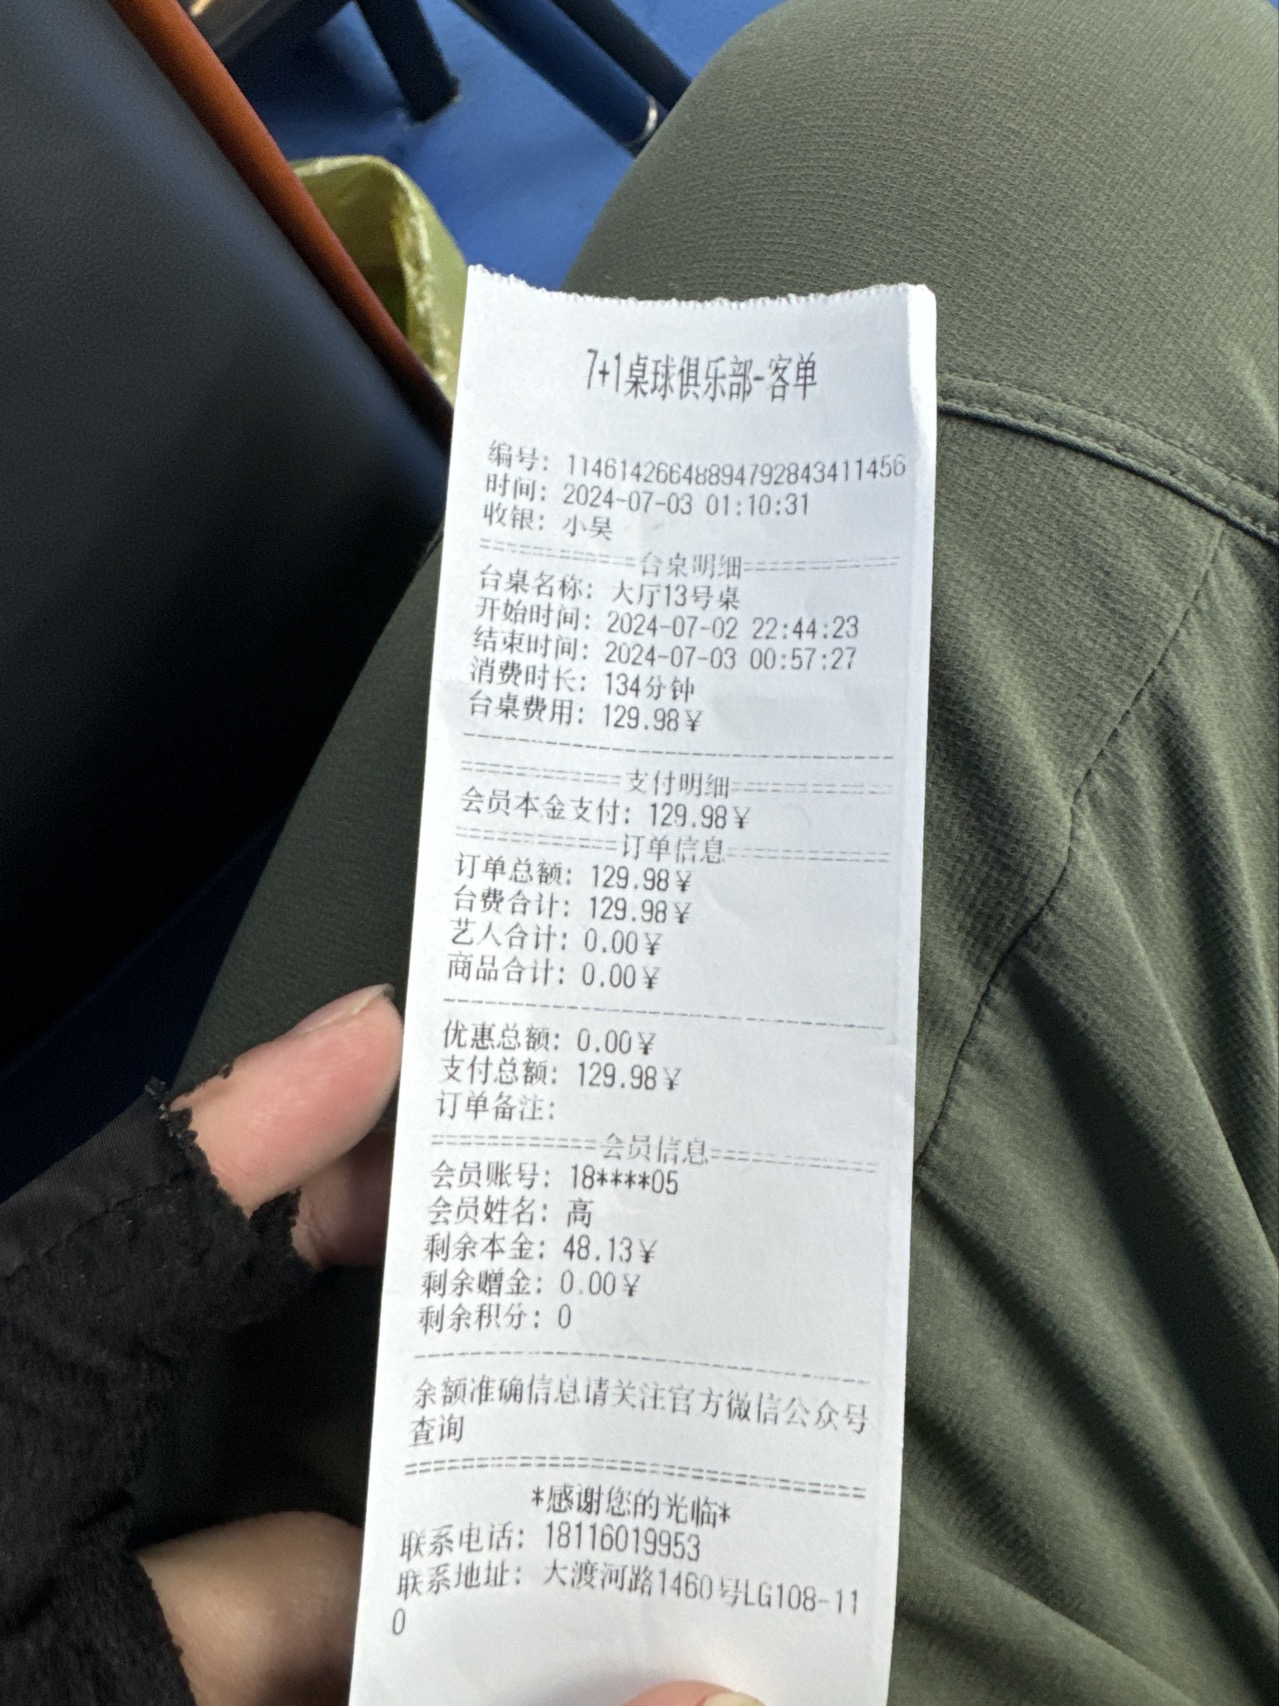 7+1桌球俱乐部-客单
编号: 1146142664889479284341145​6
时间: 2024-07-03 01:10:31
收银: 小吴
============台桌明细============
台桌名称: 大厅13号桌
开始时间: 2024-07-02 22:44:23
结束时间: 2024-07-03 00:57:27
消费时长: 134分钟
台桌费用: 129.98¥
--------------------------------
============支付明细============
会员本金支付: 129.98¥
============订单信息============
订单总额: 129.98¥
台费合计: 129.98¥
艺人合计: 0.00¥
商品合计: 0.00¥
--------------------------------
优惠总额: 0.00¥
支付总额: 129.98¥
订单备注:
============会员信息============
会员账号: 18****05
会员姓名: 高
剩余本金: 48.13¥
剩余赠金: 0.00¥
剩余积分: 0
--------------------------------
余额准确信息请关注官方微信公众号
查询
================================
*感谢您的光临*
联系电话: 18116019953
联系地址: 大渡河路1460号LG108-11
0